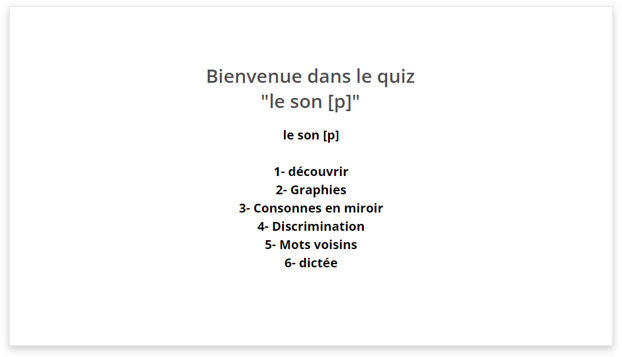 Bienvenue dans le quiz
"le son [p]"
le son [p]
1- découvrir
2- Graphies
3- Consonnes en miroir
4- Discrimination
5- Mots voisins
6- dictée